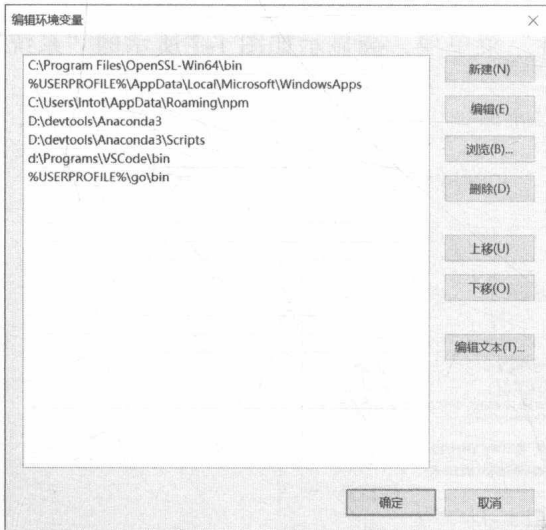 编辑环境变量
C:\Program Files\OpenSSL-Win64\bin
%USERPROFILE%\AppData\Local\Microsoft\WindowsApps
C:\Users\Intof\AppData\Roaming\npm
D:\devtools\Anaconda3
D:\devtools\Anaconda3\Scripts
d:\Programs\VSCode\bin
%USERPROFILE%\go\bin
新建(N)
编辑(E)
浏览(B)...
删除(D)
上移(U)
下移(O)
编辑文本(T)...
确定
取消